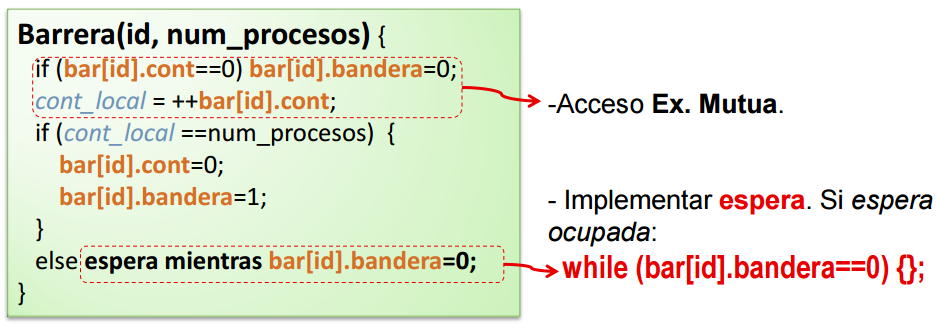 Barrera(id, num_procesos) {
if (bar[id].cont==0) bar[id].bandera=0;
cont_local = ++bar[id].cont;
if (cont_local ==num_procesos) {
bar[id].cont=0;
bar[id].bandera=1;
}
else espera mientras bar[id].bandera=0;
}
-Acceso Ex. Mutua.
- Implementar espera. Si espera
ocupada:
while (bar[id].bandera==0) {};